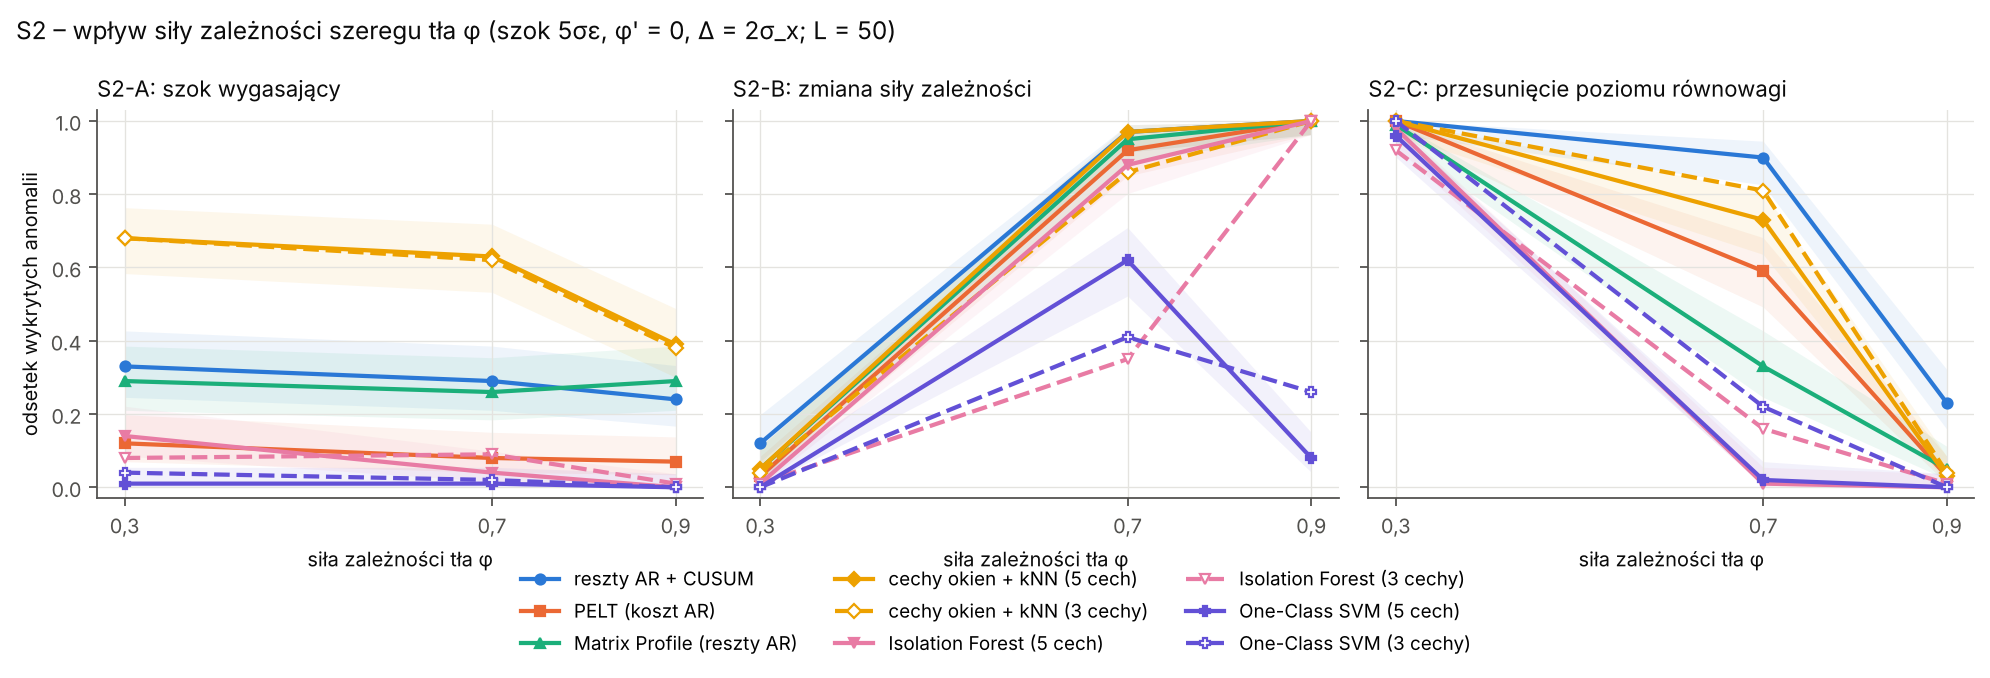 S2 – wpływ siły zależności szeregu tła φ (szok 5σε, φ' = 0, Δ = 2σ_x; L = 50)
S2-A: szok wygasający
S2-B: zmiana siły zależności
S2-C: przesunięcie poziomu równowagi
odsetek wykrytych anomalii
1.0
0.8
0.6
0.4
0.2
0.0
0,3
0,7
0,9
0,3
0,7
0,9
0,3
0,7
0,9
siła zależności tła φ
siła zależności tła φ
siła zależności tła φ
reszty AR + CUSUM
PELT (koszt AR)
Matrix Profile (reszty AR)
cechy okien + kNN (5 cech)
cechy okien + kNN (3 cechy)
Isolation Forest (5 cech)
Isolation Forest (3 cechy)
One-Class SVM (5 cech)
One-Class SVM (3 cechy)